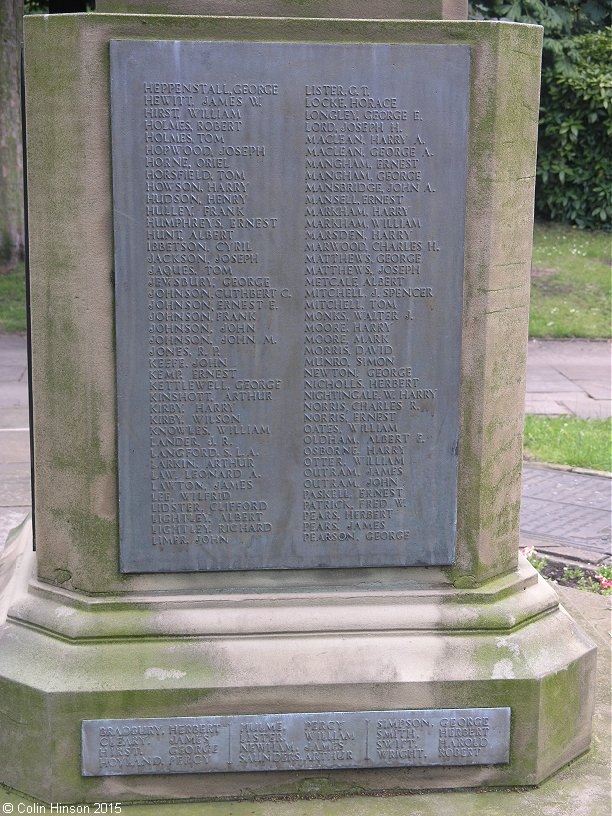 HEPPENSTALL, GEORGE
HEWITT, JAMES W.
HIRST, WILLIAM
HOLMES, ROBERT
HOLMES, TOM
HOPWOOD, JOSEPH
HORNE, ORIEL
HORSFIELD, TOM
HOWSON, HARRY
HUDSON, HENRY
HULLEY, FRANK
HUMPHREYS, ERNEST
HUNT, ALBERT
IBBETSON, CYRIL
JACKSON, JOSEPH
JAQUES, TOM
JEWSBURY, GEORGE
JOHNSON, CUTHBERT C.
JOHNSON, ERNEST E.
JOHNSON, FRANK
JOHNSON, JOHN
JOHNSON, JOHN M.
JONES, R. P.
KEEFE, JOHN
KEMP, ERNEST
KETTLEWELL, GEORGE
KINSHOTT, ARTHUR
KIRBY, HARRY
KIRBY, WILSON
KNOWLES, WILLIAM
LANDER, J. R.
LANGFORD, S. L. A.
LARKIN, ARTHUR
LAW, LEONARD A.
LAWTON, JAMES
LEE, WILFRID
LIDSTER, CLIFFORD
LIGHTLEY, ALBERT
LIGHTLEY, RICHARD
LIMER, JOHN
LISTER, G. T.
LOCKE, HORACE
LONGLEY, GEORGE E.
LORD, JOSEPH H.
MACLEAN, HARRY A.
MACLEAN, GEORGE A.
MANGHAM, ERNEST
MANGHAM, GEORGE
MANSBRIDGE, JOHN A.
MANSELL, ERNEST
MARKHAM, HARRY
MARKHAM, WILLIAM
MARSDEN, HARRY
MARWOOD, CHARLES H.
MATTHEWS, GEORGE
MATTHEWS, JOSEPH
METCALF, ALBERT
MITCHELL, J. SPENCER
MITCHELL, TOM
MONKS, WALTER J.
MOORE, HARRY
MOORE, MARK
MORRIS, DAVID
MUNRO, SIMON
NEWTON, GEORGE
NICHOLLS, HERBERT
NIGHTINGALE, W. HARRY
NORRIS, CHARLES R.
NORRIS, ERNEST
OATES, WILLIAM
OLDHAM, ALBERT E.
OSBORNE, HARRY
OTTER, WILLIAM
OUTRAM, JAMES
OUTRAM, JOHN
PASKELL, ERNEST
PATRICK, FRED W.
PEARS, HERBERT
PEARS, JAMES
PEARSON, GEORGE
BRADBURY, HERBERT
CLEARY, JAMES
HIRST, GEORGE
HOYLAND, PERCY
HULME, PERCY
LISTER, WILLIAM
NEWHAM, JAMES
SAUNDERS, ARTHUR
SIMPSON, GEORGE
SMITH, HERBERT
SWIFT, HAROLD
WRIGHT, ROBERT
© Colin Hinson 2015